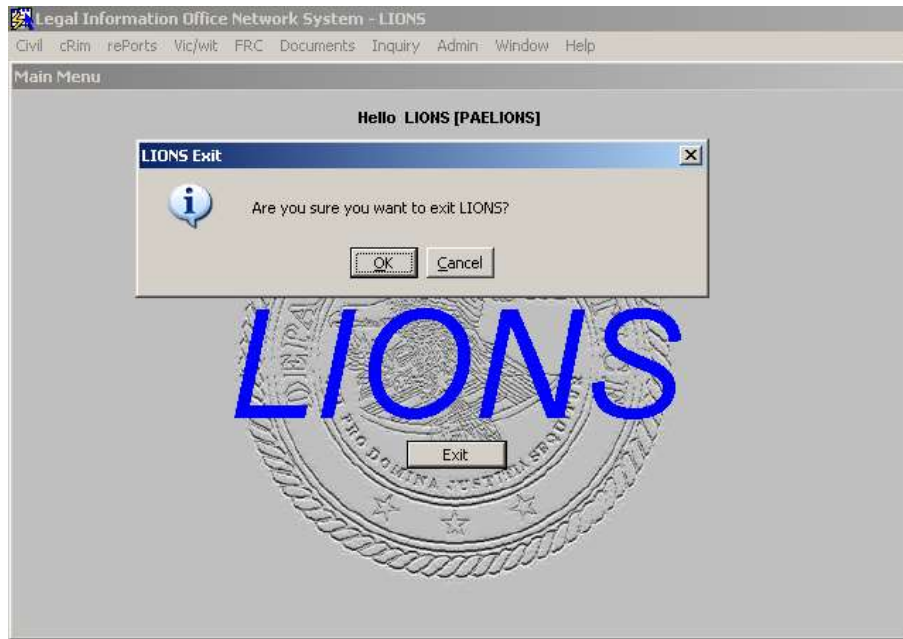 Legal Information Office Network System - LIONS
Civil cRim rePorts Vic/wit FRC Documents Inquiry Admin Window Help
Main Menu
Hello LIONS [PAELIONS]
LIONS Exit
Are you sure you want to exit LIONS?
OK Cancel
LIONS
DEPA
PRO DOMINA JUSTITIA SEQUITUR
Exit